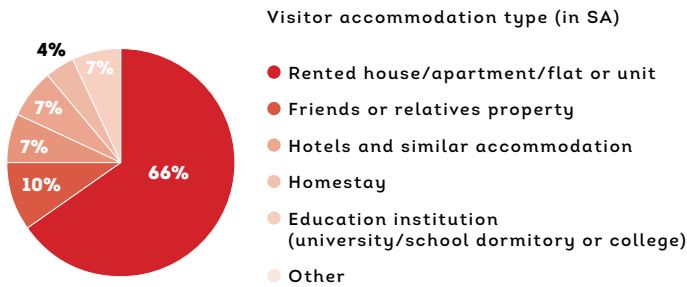 Visitor accommodation type (in SA)
4%
7%
7%
7%
10%
66%
Rented house/apartment/flat or unit
Friends or relatives property
Hotels and similar accommodation
Homestay
Education institution
(university/school dormitory or college)
Other